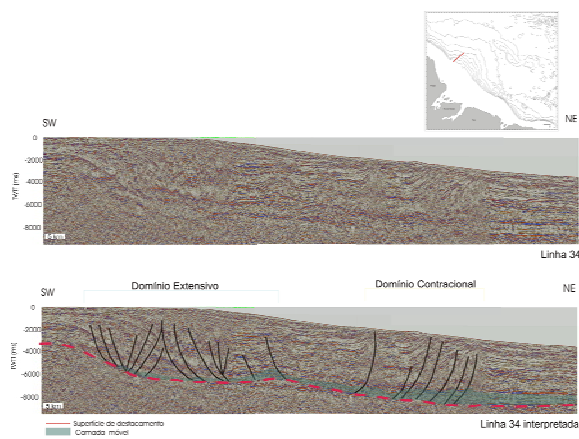 SW
NE
0
-2000
-4000
-6000
-8000
TWT (ms)
Linha 34
Domínio Extensivo
Domínio Contracional
SW
NE
0
-2000
-4000
-6000
-8000
TWT (ms)
Superfície de destacamento
Camada móvel
Linha 34 interpretada